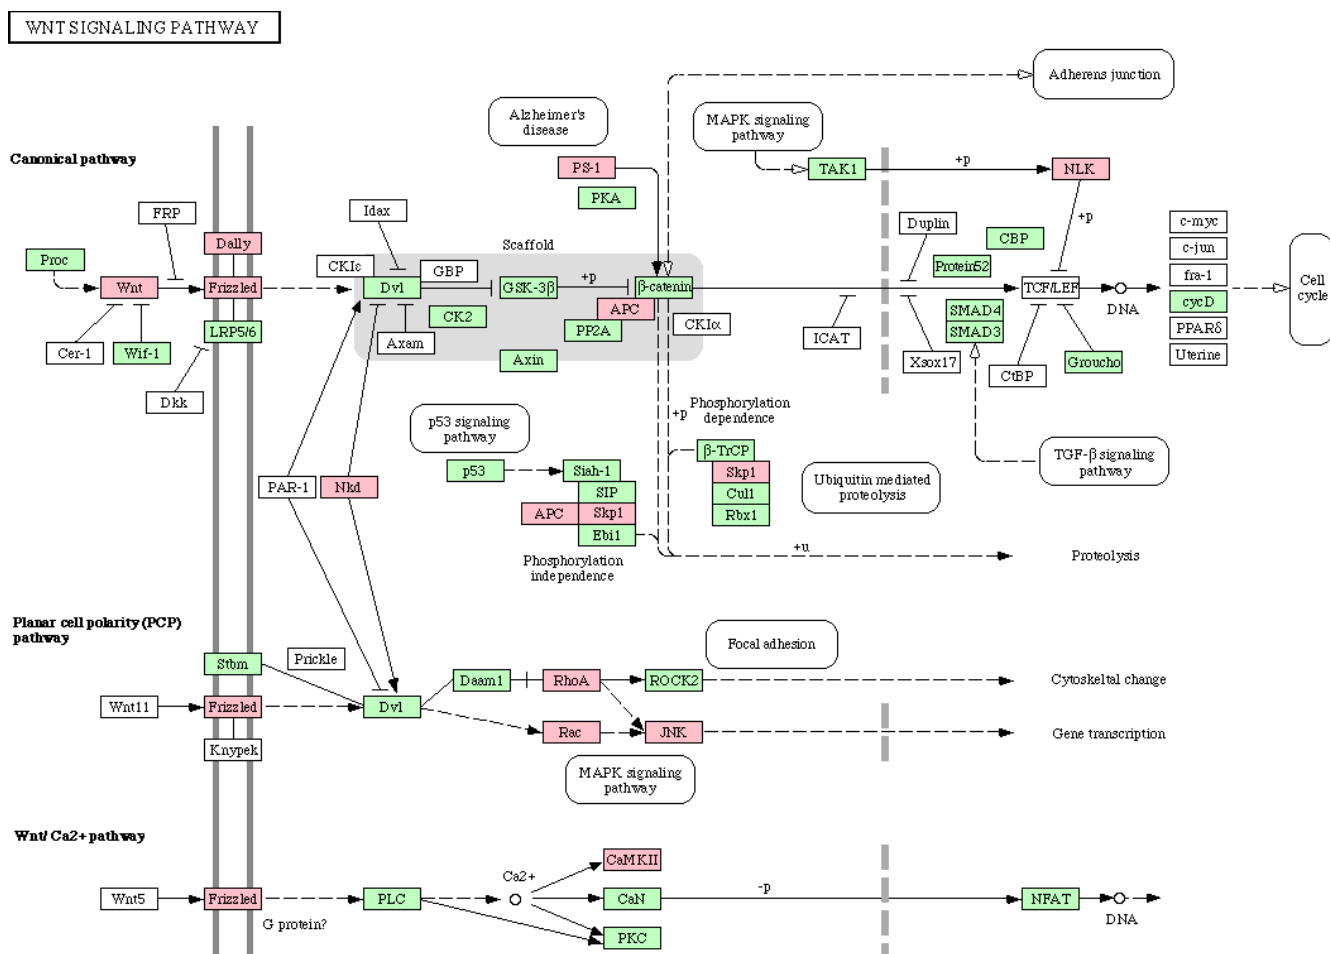 WNT SIGNALING PATHWAY
Adherens junction
Alzheimer's
disease
MAPK signaling
pathway
Canonical pathway
PS-1
TAK1
+p
NLK
PKA
FRP
Idax
Duplin
+p
c-myc
Dally
Scaffold
CBP
c-jun
Proc
CKIε
GBP
Protein52
fra-1
Cell
cycle
Wnt
Frizzled
Dvl
GSK-3β
+p
β-catenin
TCF/LEF
DNA
cycD
APC
SMAD4
CK2
PP2A
CKIα
LRP5/6
SMAD3
PPARδ
Cer-1
Wif-1
Axam
ICAT
Axin
Xsox17
CtBP
Groucho
Uterine
Dkk
Phosphorylation
dependence
+p
p53 signaling
pathway
β-TrCP
TGF-β signaling
pathway
p53
Siah-1
Skp1
Ubiquitin mediated
proteolysis
PAR-1
Nkd
SIP
Cul1
APC
Skp1
Rbx1
Ebi1
+u
Proteolysis
Phosphorylation
independence
Planar cell polarity (PCP)
pathway
Focal adhesion
Stbm
Prickle
Daam1
RhoA
ROCK2
Cytoskeltal change
Wnt11
Frizzled
Dvl
Rac
JNK
Gene transcription
Knypek
MAPK signaling
pathway
Wnt/ Ca2+ pathway
CaMKII
Ca2+
-p
Wnt5
Frizzled
PLC
CaN
NFAT
DNA
G protein?
PKC